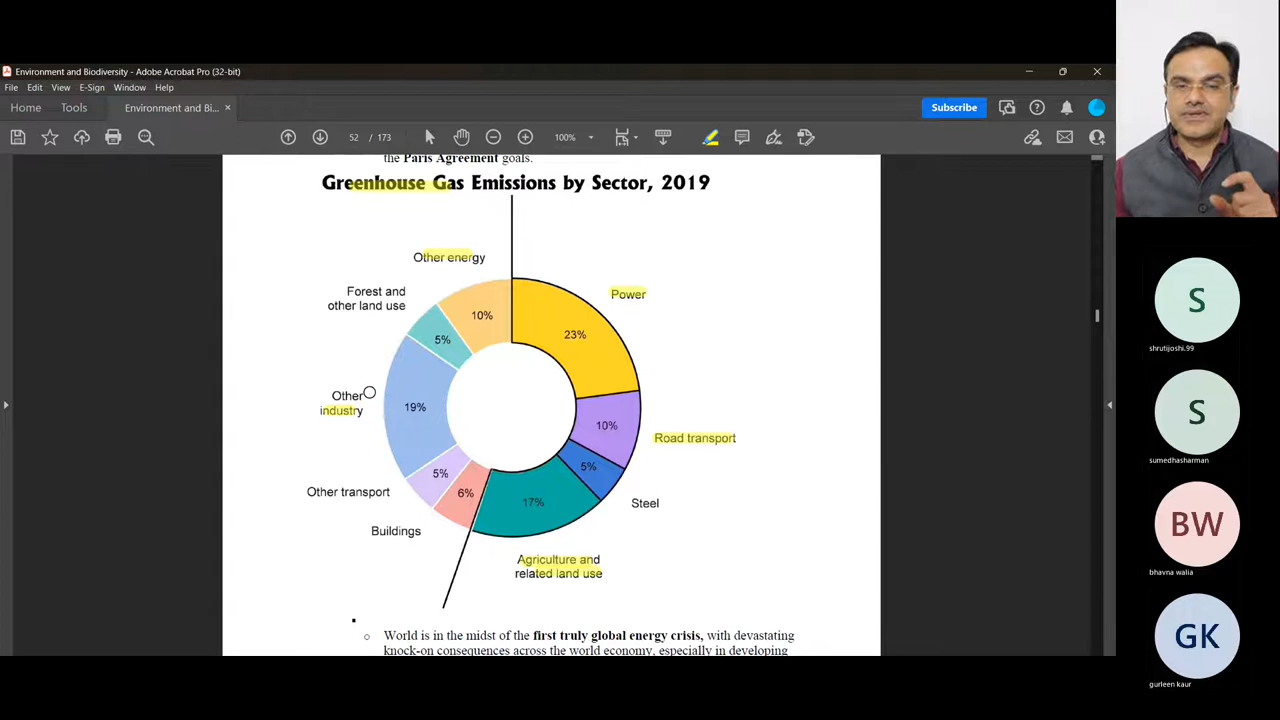 Environment and Biodiversity - Adobe Acrobat Pro (32-bit)
File Edit View E-Sign Window Help
Home Tools Environment and Bi... × Subscribe
52 / 173 100%
the Paris Agreement goals.
Greenhouse Gas Emissions by Sector, 2019
Other energy
10%
Power
23%
Forest and
other land use
5%
Other
industry
19%
10%
Road transport
5%
Steel
5%
Other transport
6%
Buildings
17%
Agriculture and
related land use
World is in the midst of the first truly global energy crisis, with devastating
knock-on consequences across the world economy, especially in developing
S
shrutijoshi.99
S
sumedhasharman
BW
bhavna walia
GK
gurleen kaur